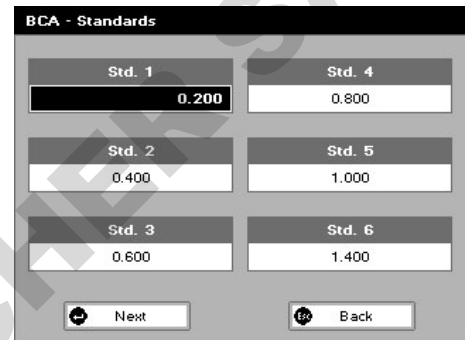 BCA - Standards
Std. 1
0.200
Std. 2
0.400
Std. 3
0.600
Std. 4
0.800
Std. 5
1.000
Std. 6
1.400
Next
Esc Back